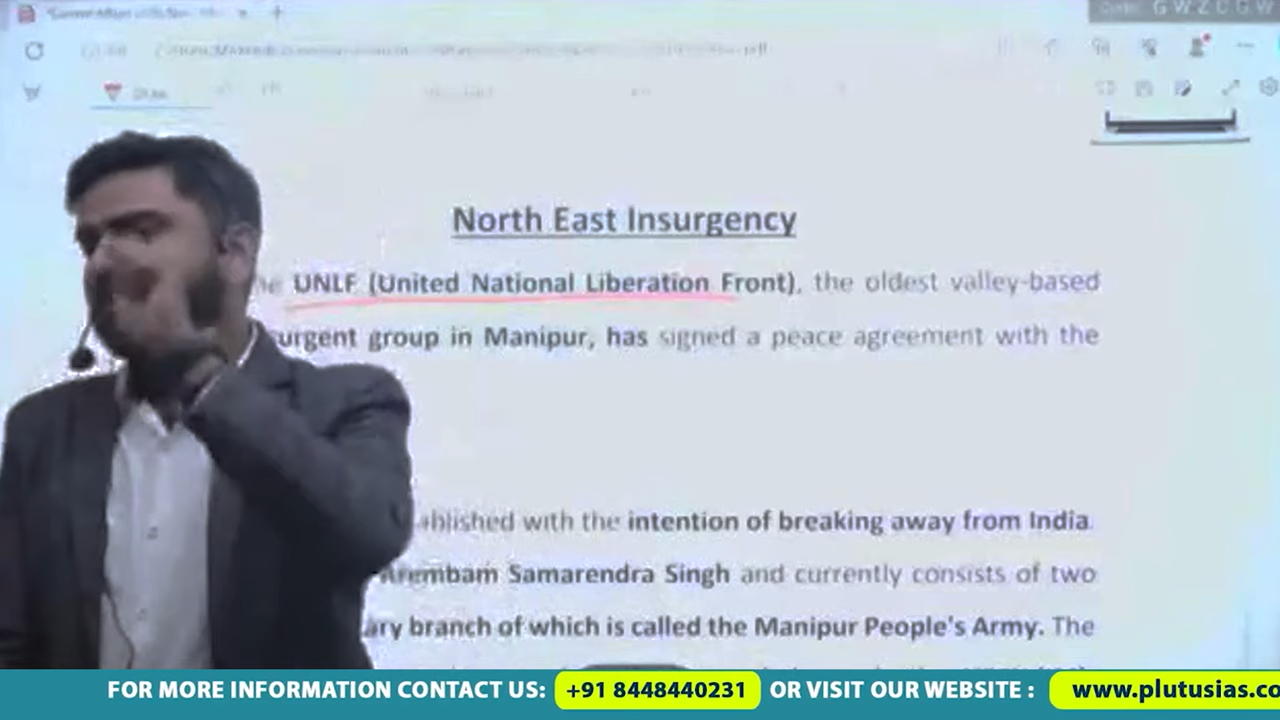 G W Z C G W
North East Insurgency
UNLF (United National Liberation Front), the oldest valley-based
urgent group in Manipur, has signed a peace agreement with the
ablished with the intention of breaking away from India
Arembam Samarendra Singh and currently consists of two
ary branch of which is called the Manipur People's Army. The
FOR MORE INFORMATION CONTACT US: +91 8448440231 OR VISIT OUR WEBSITE : www.plutusias.co